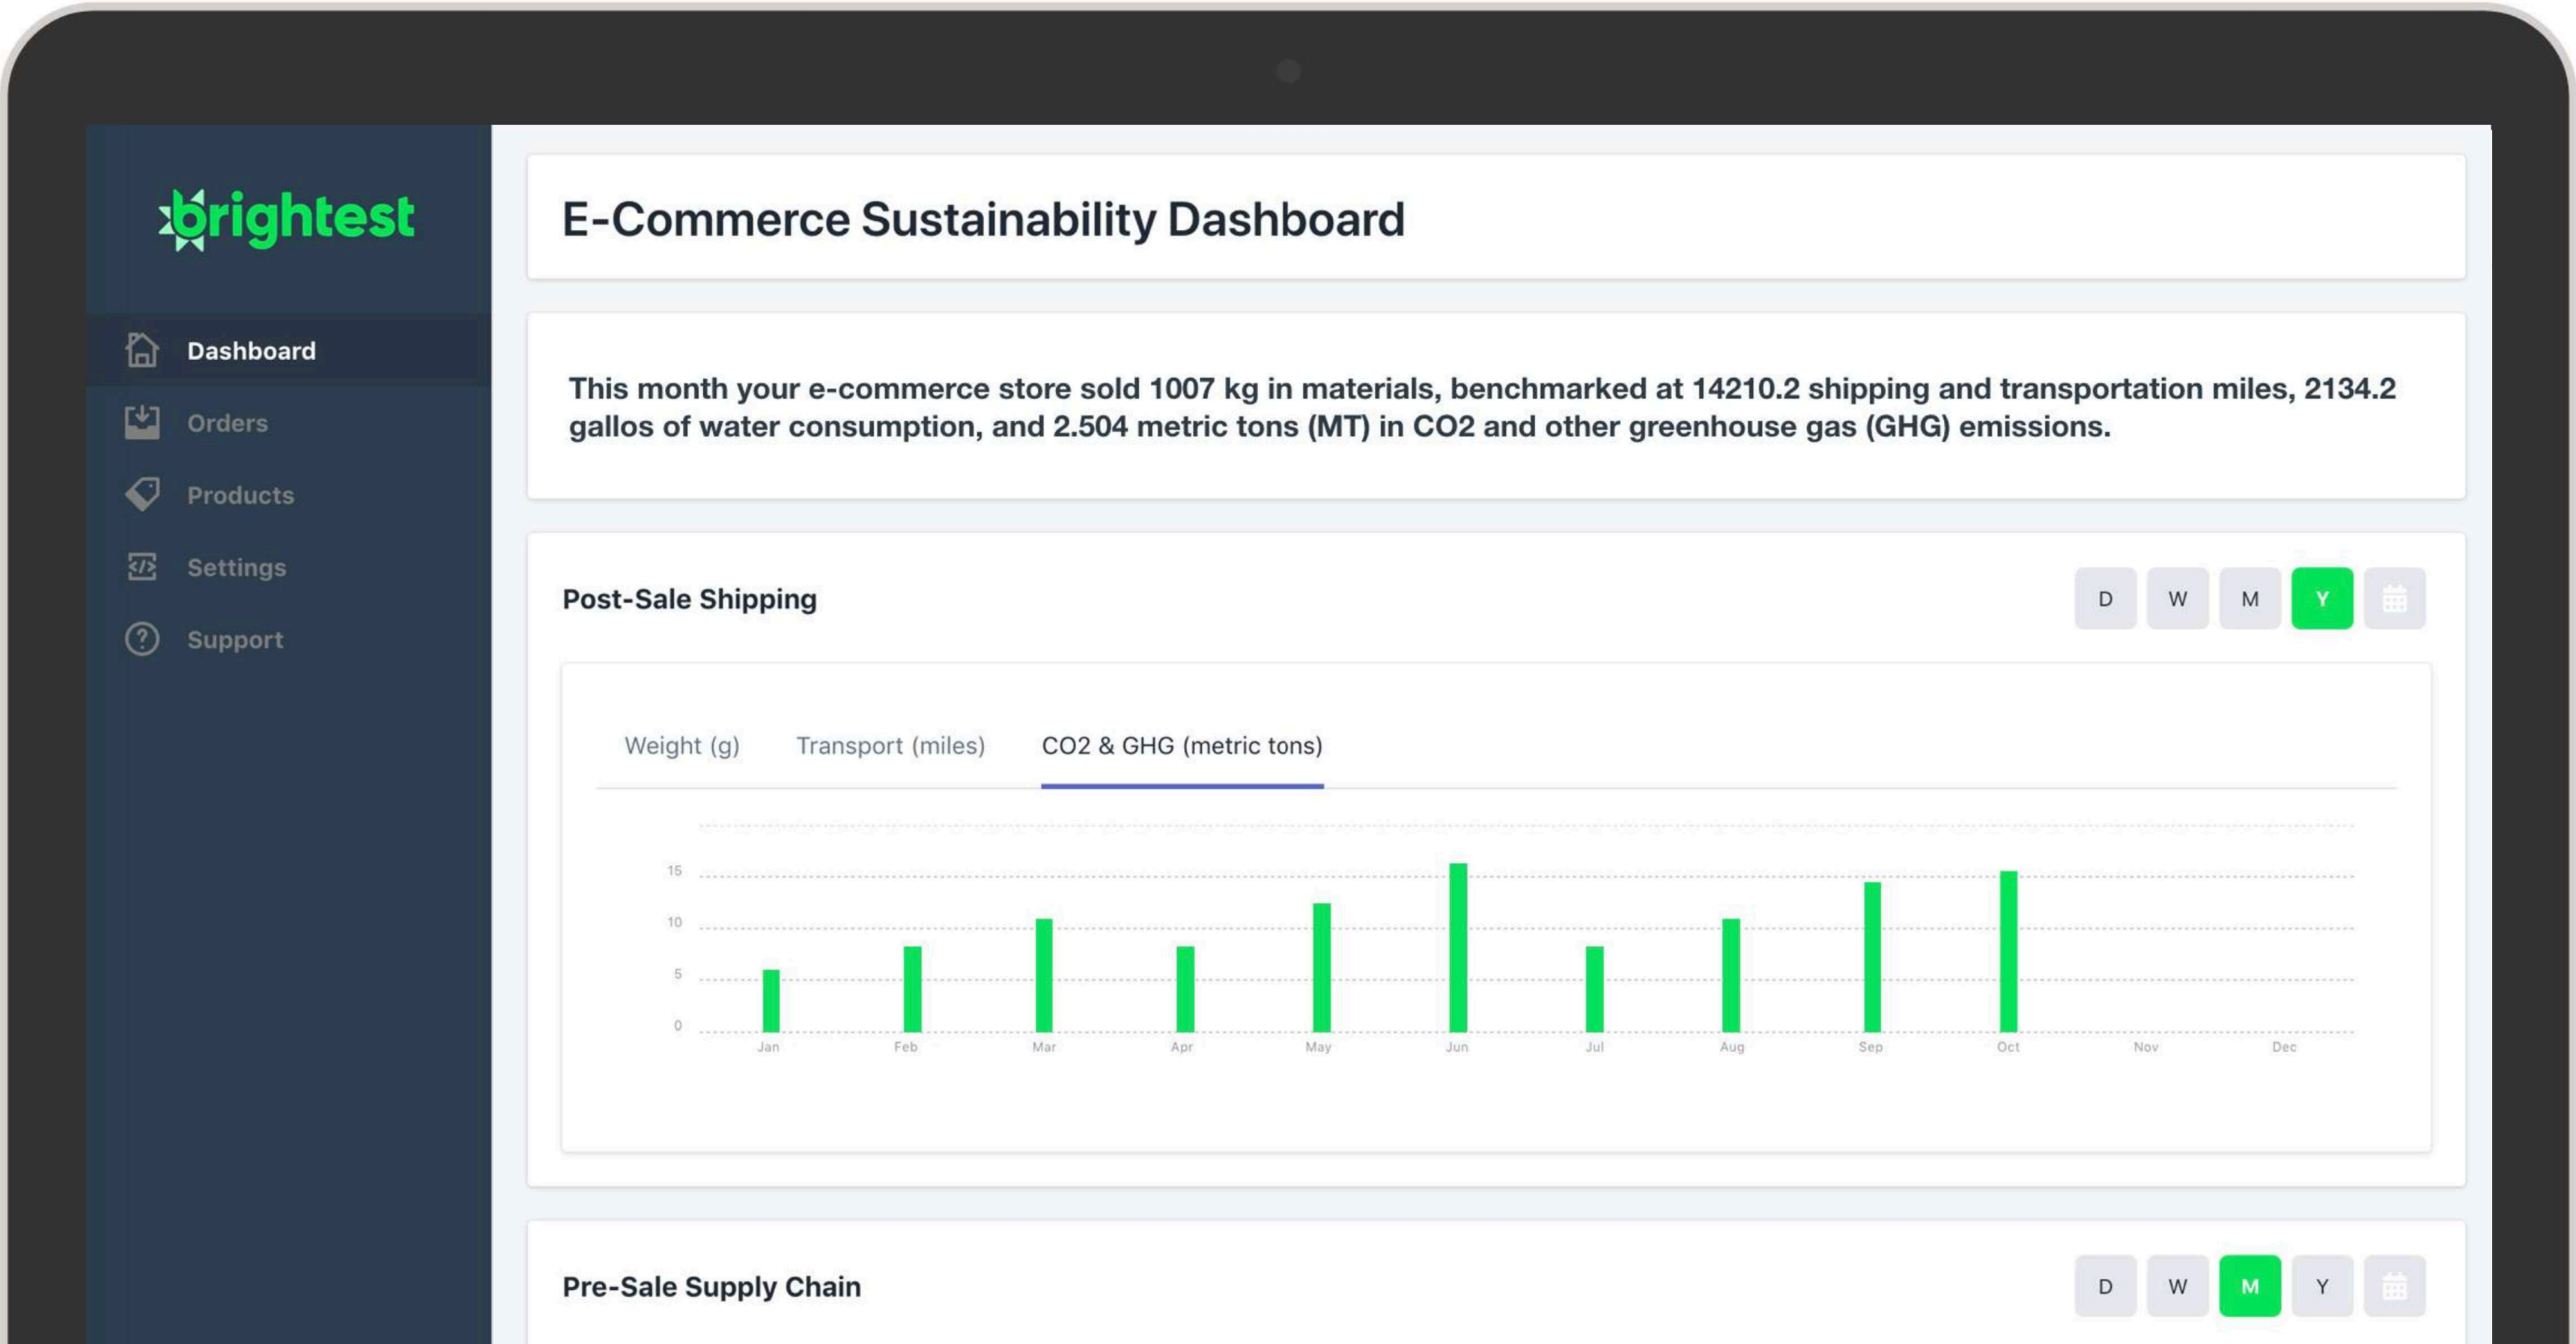 brightest
Dashboard
Orders
Products
Settings
Support
E-Commerce Sustainability Dashboard
This month your e-commerce store sold 1007 kg in materials, benchmarked at 14210.2 shipping and transportation miles, 2134.2
gallos of water consumption, and 2.504 metric tons (MT) in CO2 and other greenhouse gas (GHG) emissions.
Post-Sale Shipping
D W M Y
Weight (g) Transport (miles) CO2 & GHG (metric tons)
15
10
5
0
Jan Feb Mar Apr May Jun Jul Aug Sep Oct Nov Dec
Pre-Sale Supply Chain
D W M Y